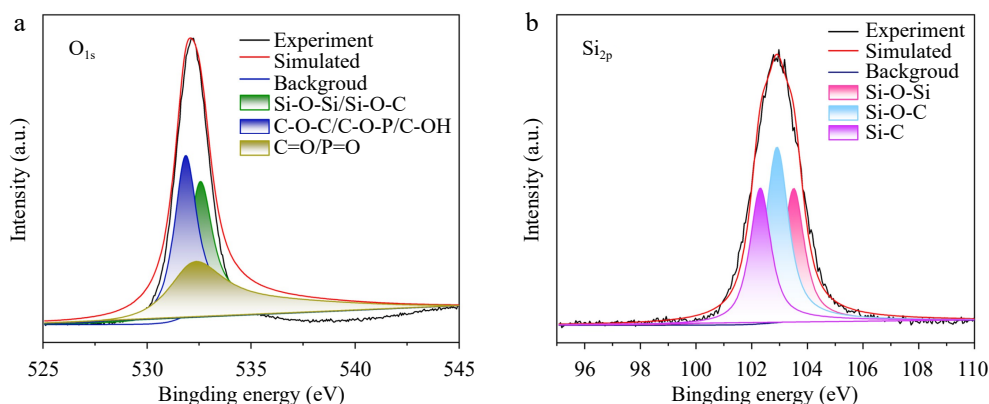 a
O1s
Experiment
Simulated
Backgroud
Si-O-Si/Si-O-C
C-O-C/C-O-P/C-OH
C=O/P=O
Intensity (a.u.)
525 530 535 540 545
Bingding energy (eV)
b
Si2p
Experiment
Simulated
Backgroud
Si-O-Si
Si-O-C
Si-C
Intensity (a.u.)
96 98 100 102 104 106 108 110
Bingding energy (eV)